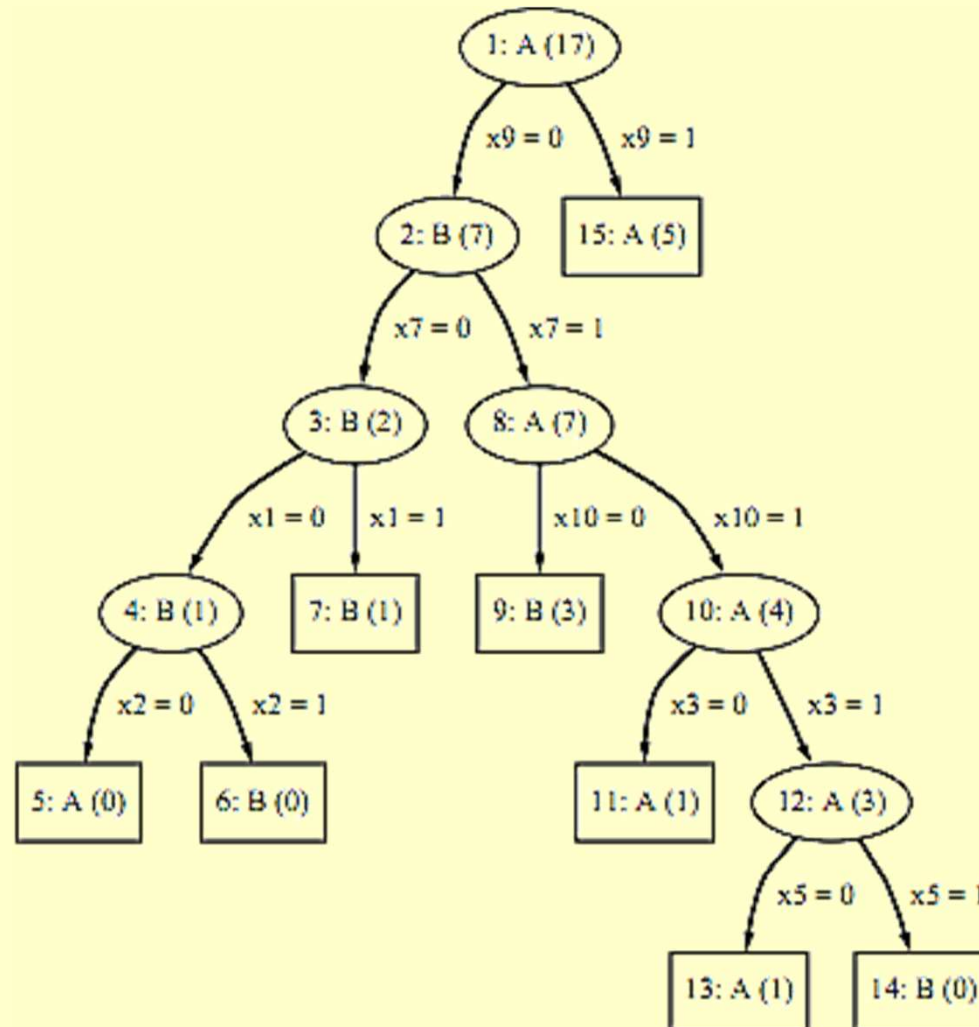 1: A (17)
x9 = 0 x9 = 1
2: B (7) 15: A (5)
x7 = 0 x7 = 1
3: B (2) 8: A (7)
x1 = 0 x1 = 1 x10 = 0 x10 = 1
4: B (1) 7: B (1) 9: B (3) 10: A (4)
x2 = 0 x2 = 1 x3 = 0 x3 = 1
5: A (0) 6: B (0) 11: A (1) 12: A (3)
x5 = 0 x5 = 1
13: A (1) 14: B (0)